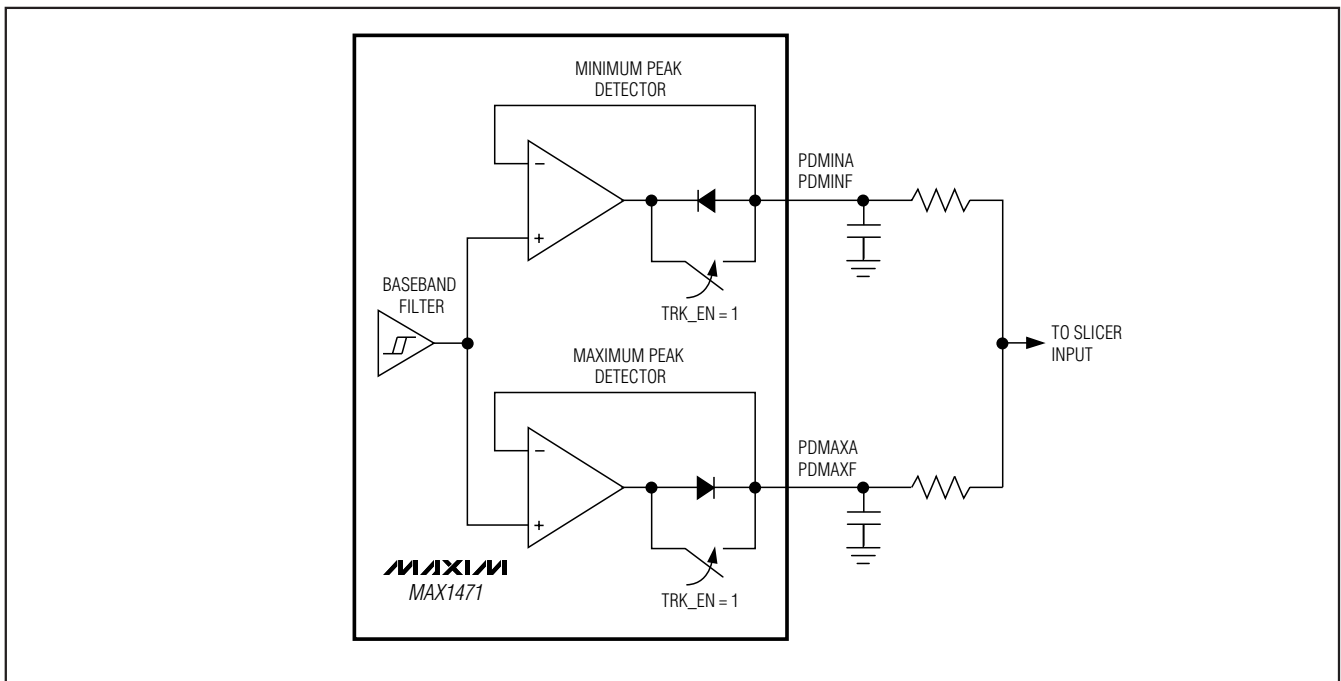 MINIMUM PEAK
DETECTOR
−
+
PDMINA
PDMINF
TRK_EN = 1
BASEBAND
FILTER
TO SLICER
INPUT
MAXIMUM PEAK
DETECTOR
−
+
PDMAXA
PDMAXF
TRK_EN = 1
MAXIM
MAX1471